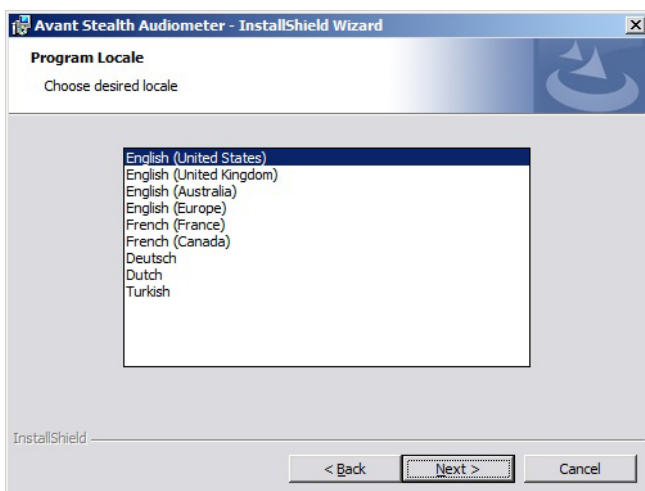 Avant Stealth Audiometer - InstallShield Wizard
Program Locale
Choose desired locale
English (United States)
English (United Kingdom)
English (Australia)
English (Europe)
French (France)
French (Canada)
Deutsch
Dutch
Turkish
InstallShield
< Back
Next >
Cancel